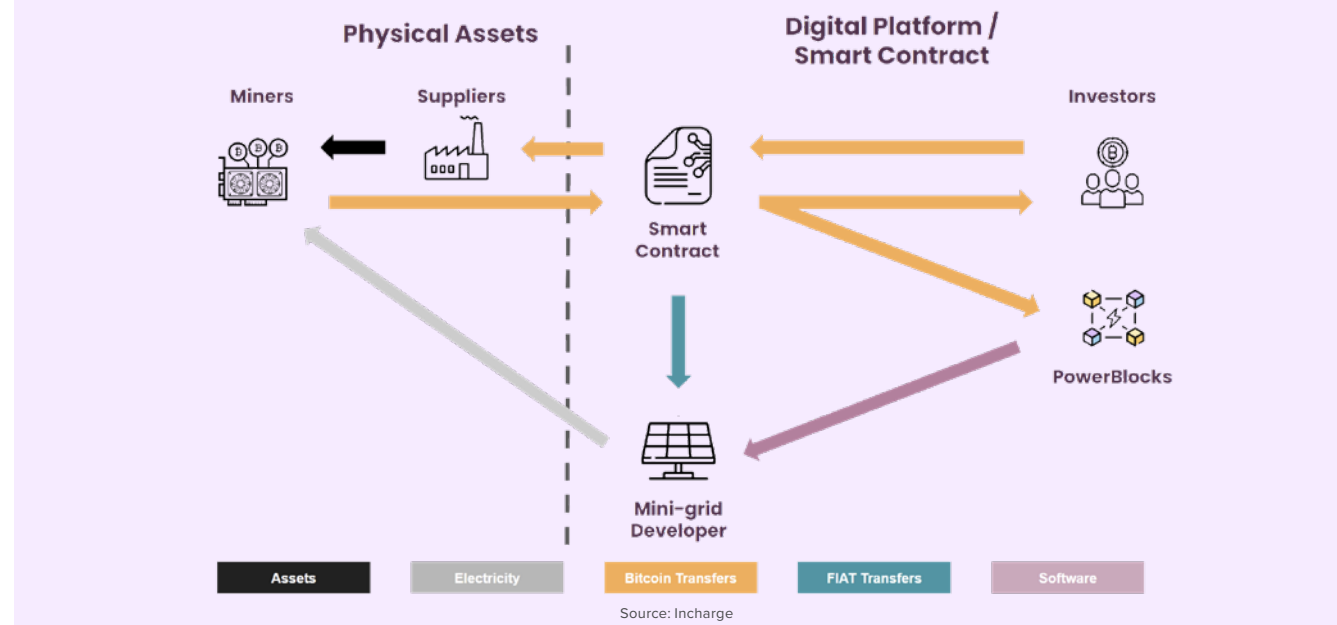 Physical Assets
Digital Platform /
Smart Contract
Miners
Suppliers
Investors
Smart
Contract
PowerBlocks
Mini-grid
Developer
Assets
Electricity
Bitcoin Transfers
FIAT Transfers
Software
Source: Incharge